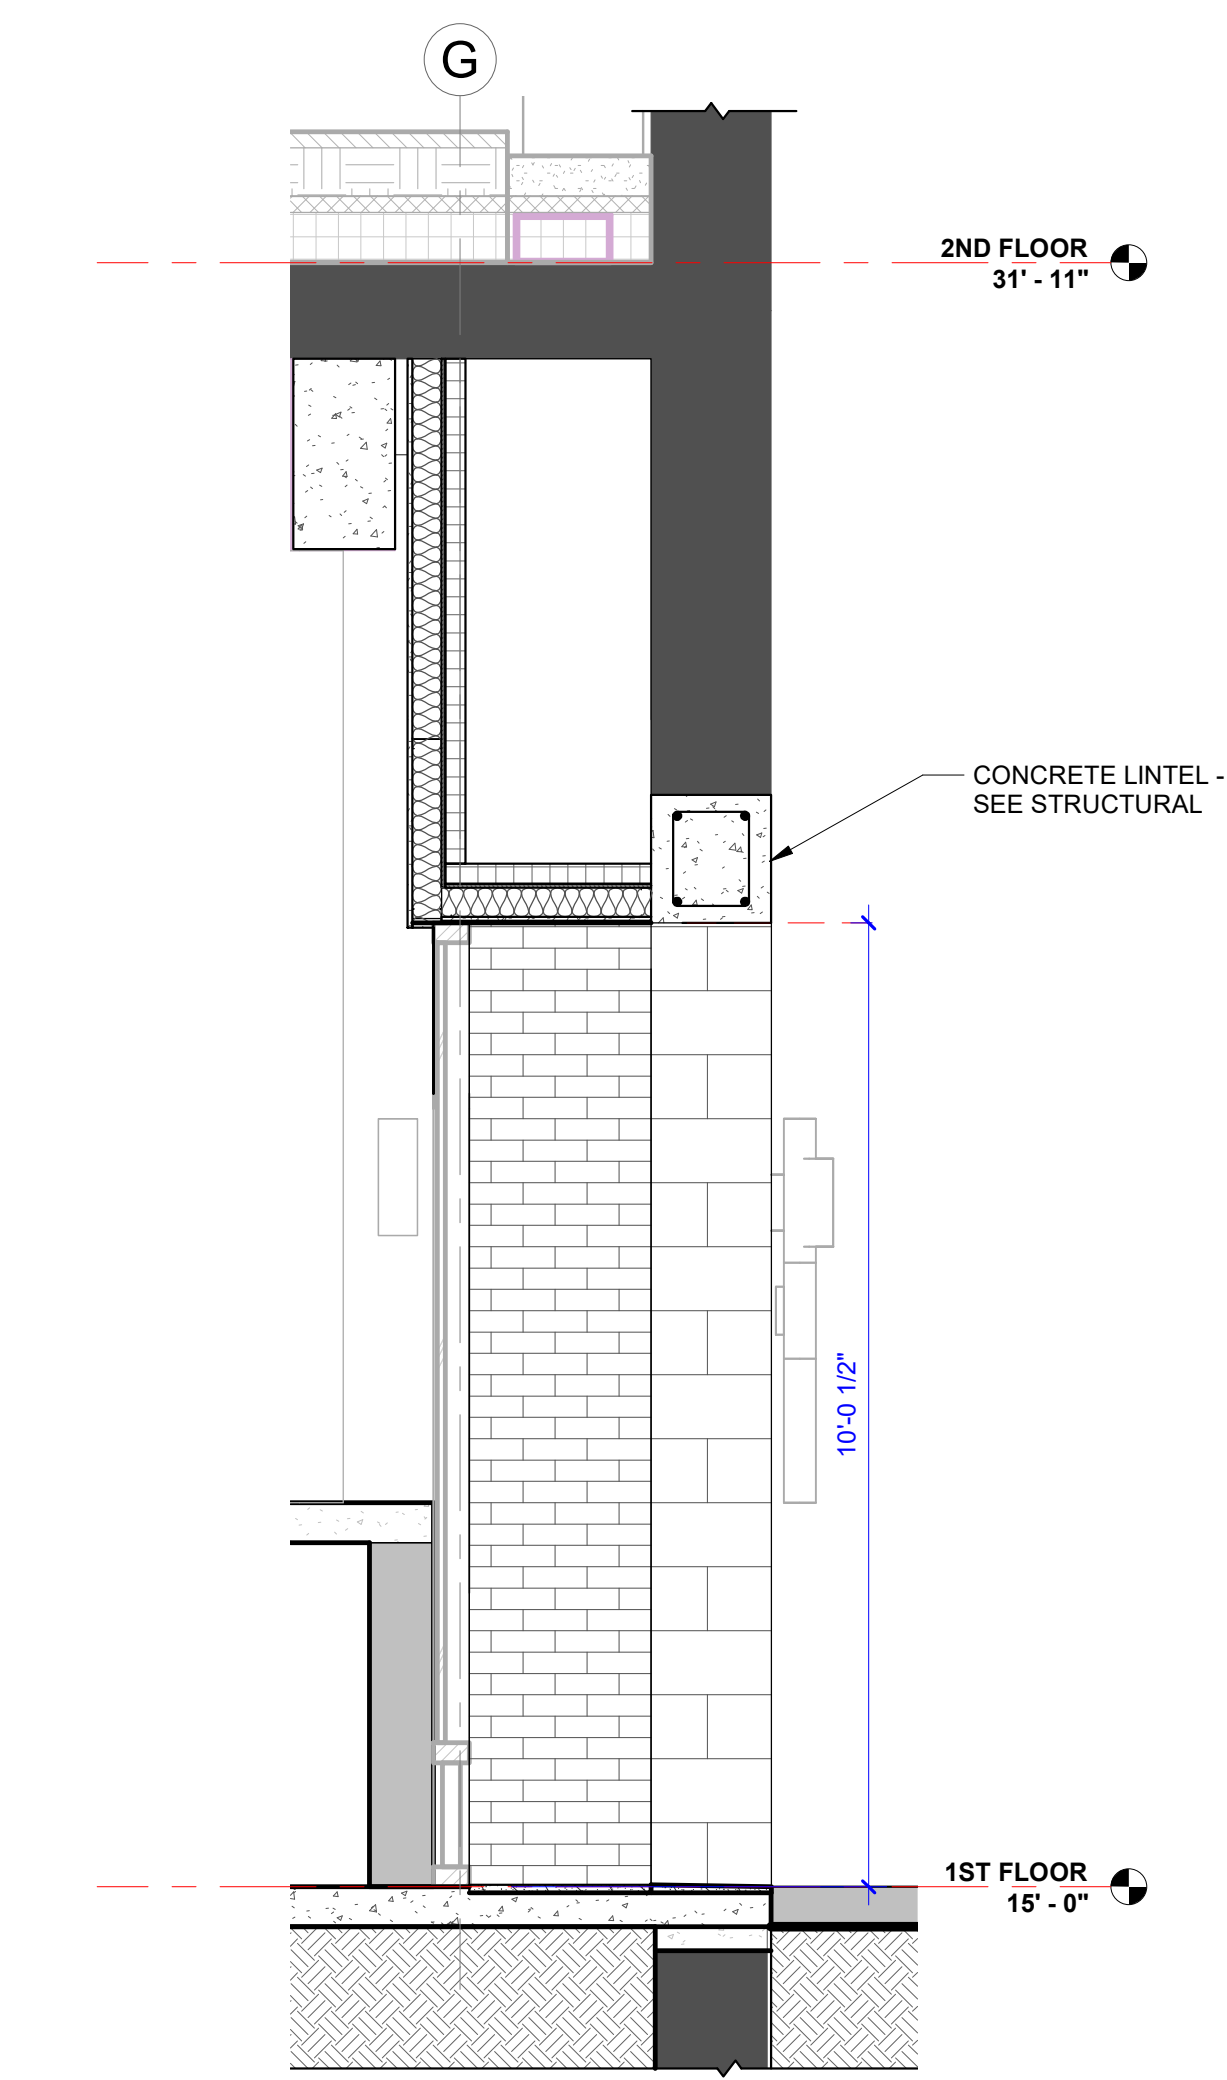 G
2ND FLOOR
31' - 11"
CONCRETE LINTEL -
SEE STRUCTURAL
10'-0 1/2"
1ST FLOOR
15' - 0"